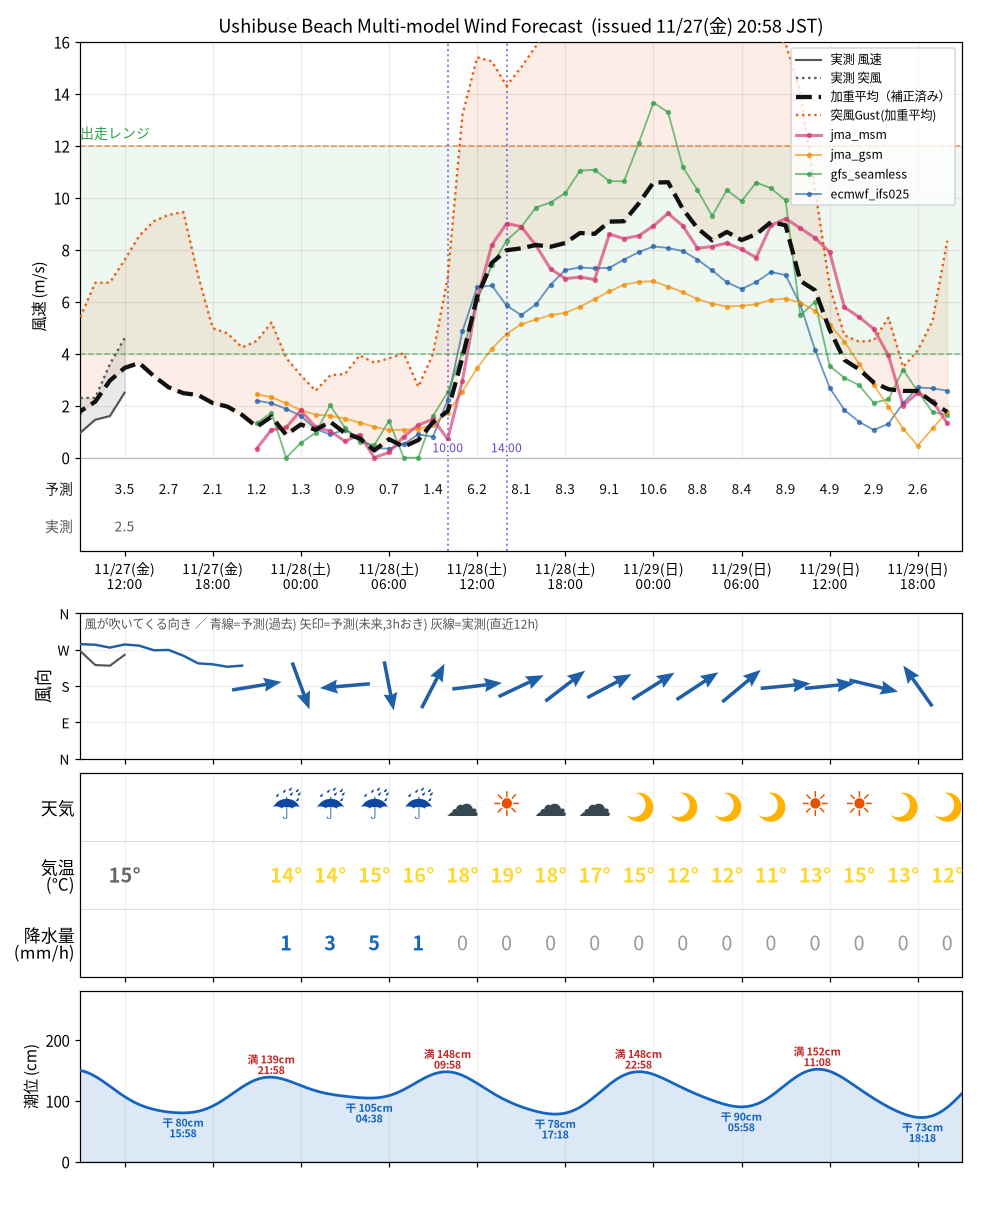 Ushibuse Beach Multi-model Wind Forecast (issued 11/27(金) 20:58 JST)
16
14
12
10
8
6
4
2
0
風速 (m/s)
出走レンジ
実測 風速
実測 突風
加重平均（補正済み）
突風Gust(加重平均)
jma_msm
jma_gsm
gfs_seamless
ecmwf_ifs025
10:00 14:00
予測 3.5 2.7 2.1 1.2 1.3 0.9 0.7 1.4 6.2 8.1 8.3 9.1 10.6 8.8 8.4 8.9 4.9 2.9 2.6
実測 2.5
11/27(金) 11/27(金) 11/28(土) 11/28(土) 11/28(土) 11/28(土) 11/29(日) 11/29(日) 11/29(日) 11/29(日)
12:00 18:00 00:00 06:00 12:00 18:00 00:00 06:00 12:00 18:00
風向
N
W
S
E
N
風が吹いてくる向き ／ 青線=予測(過去) 矢印=予測(未来,3hおき) 灰線=実測(直近12h)
天気
気温
(°C)
15° 14° 14° 15° 16° 18° 19° 18° 17° 15° 12° 12° 11° 13° 15° 13° 12°
降水量
(mm/h)
1 3 5 1 0 0 0 0 0 0 0 0 0 0 0 0
潮位 (cm)
200
100
0
満 139cm
21:58
満 148cm
09:58
満 148cm
22:58
満 152cm
11:08
干 80cm
15:58
干 105cm
04:38
干 78cm
17:18
干 90cm
05:58
干 73cm
18:18